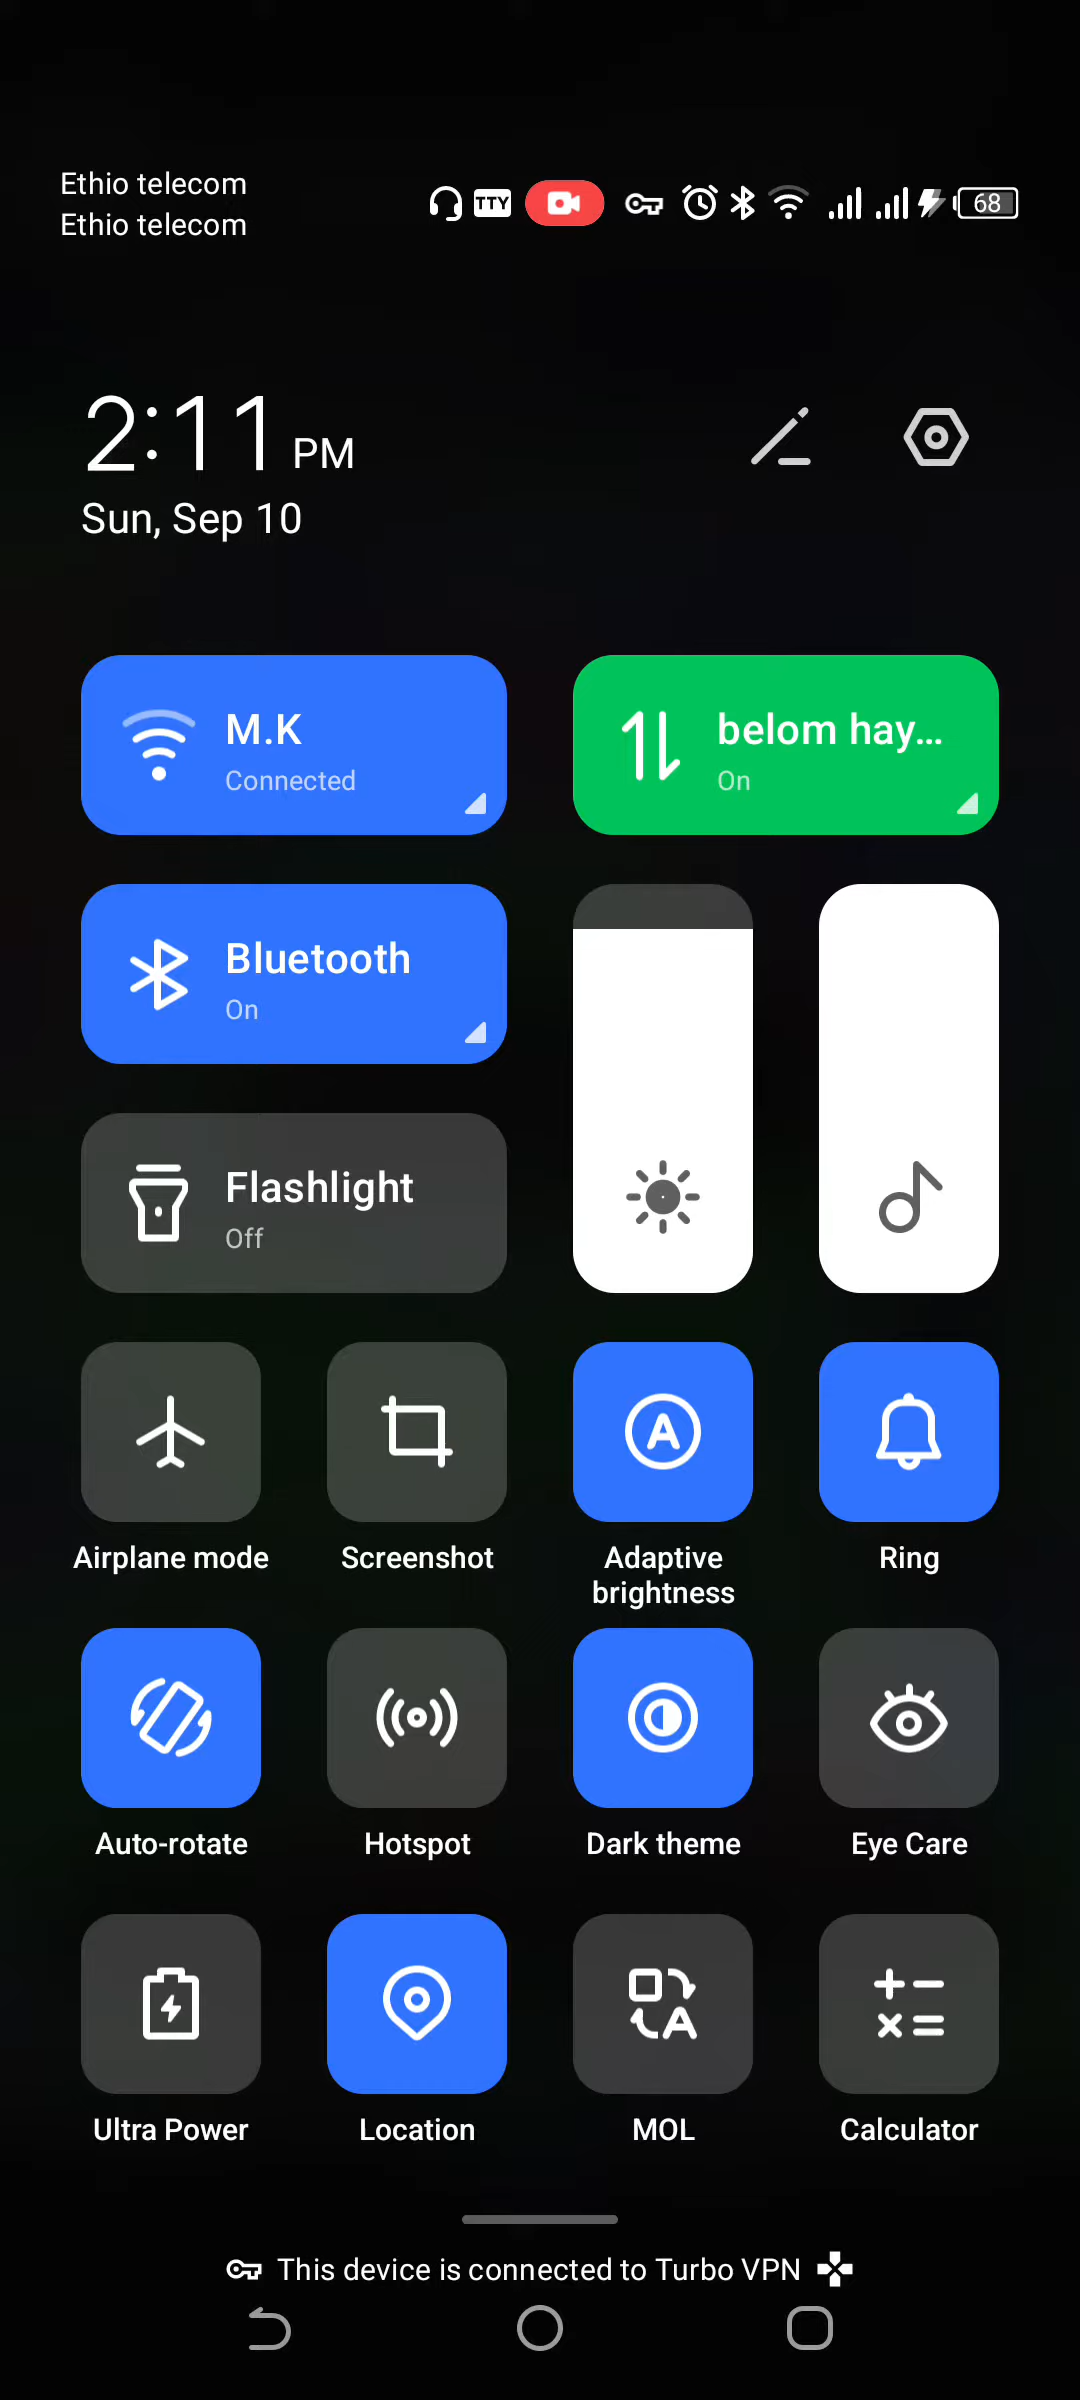 Ethio telecom
Ethio telecom
TTY
68
2:11 PM
Sun, Sep 10
M.K
Connected
belom hay...
On
Bluetooth
On
Flashlight
Off
Airplane mode
Screenshot
Adaptive
brightness
Ring
Auto-rotate
Hotspot
Dark theme
Eye Care
Ultra Power
Location
MOL
Calculator
This device is connected to Turbo VPN